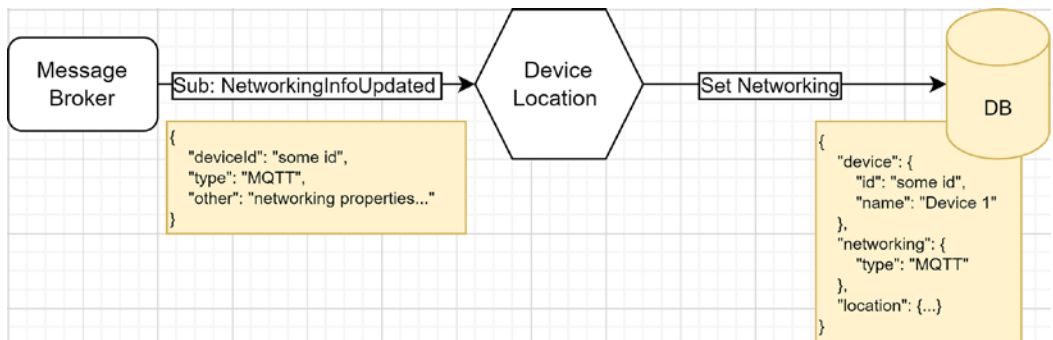 Message
Broker
Sub: NetworkingInfoUpdated
Device
Location
Set Networking
DB
{
"deviceId": "some id",
"type": "MQTT",
"other": "networking properties..."
}
{
"device": {
"id": "some id",
"name": "Device 1"
},
"networking": {
"type": "MQTT"
},
"location": {...}
}